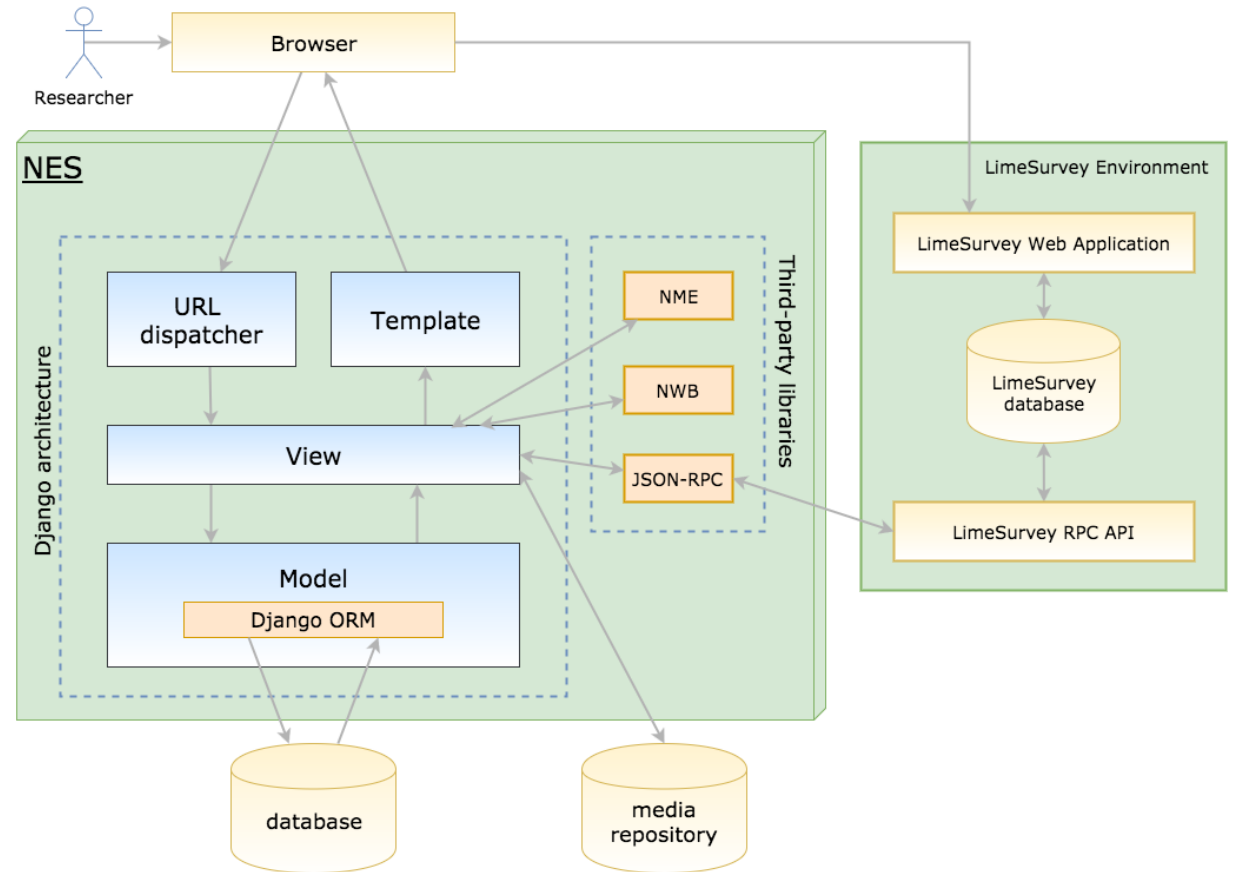 Browser
Researcher
NES
LimeSurvey Environment
LimeSurvey Web Application
URL
dispatcher
Template
NME
Third-party libraries
Django architecture
NWB
LimeSurvey
database
View
JSON-RPC
LimeSurvey RPC API
Model
Django ORM
database
media
repository